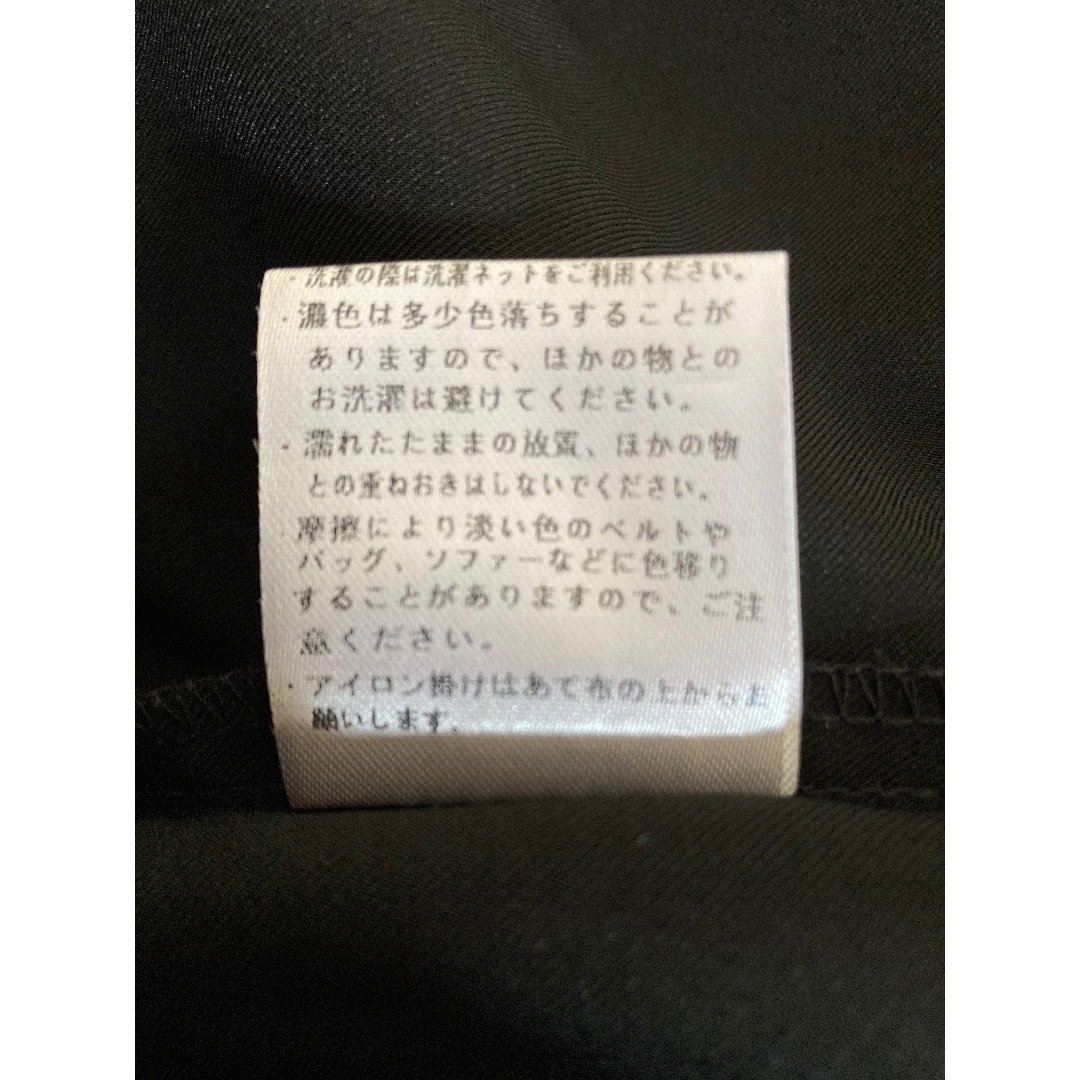 ・洗濯の際は洗濯ネットをご利用ください。
・濃色は多少色落ちすることが
ありますので、ほかの物との
お洗濯は避けてください。
・濡れたたままの放置、ほかの物
との重ねおきはしないでください。
摩擦により淡い色のベルトや
バッグ、ソファーなどに色移り
することがありますので、ご注
意ください。
・アイロン掛けはあて布の上からお
願いします。